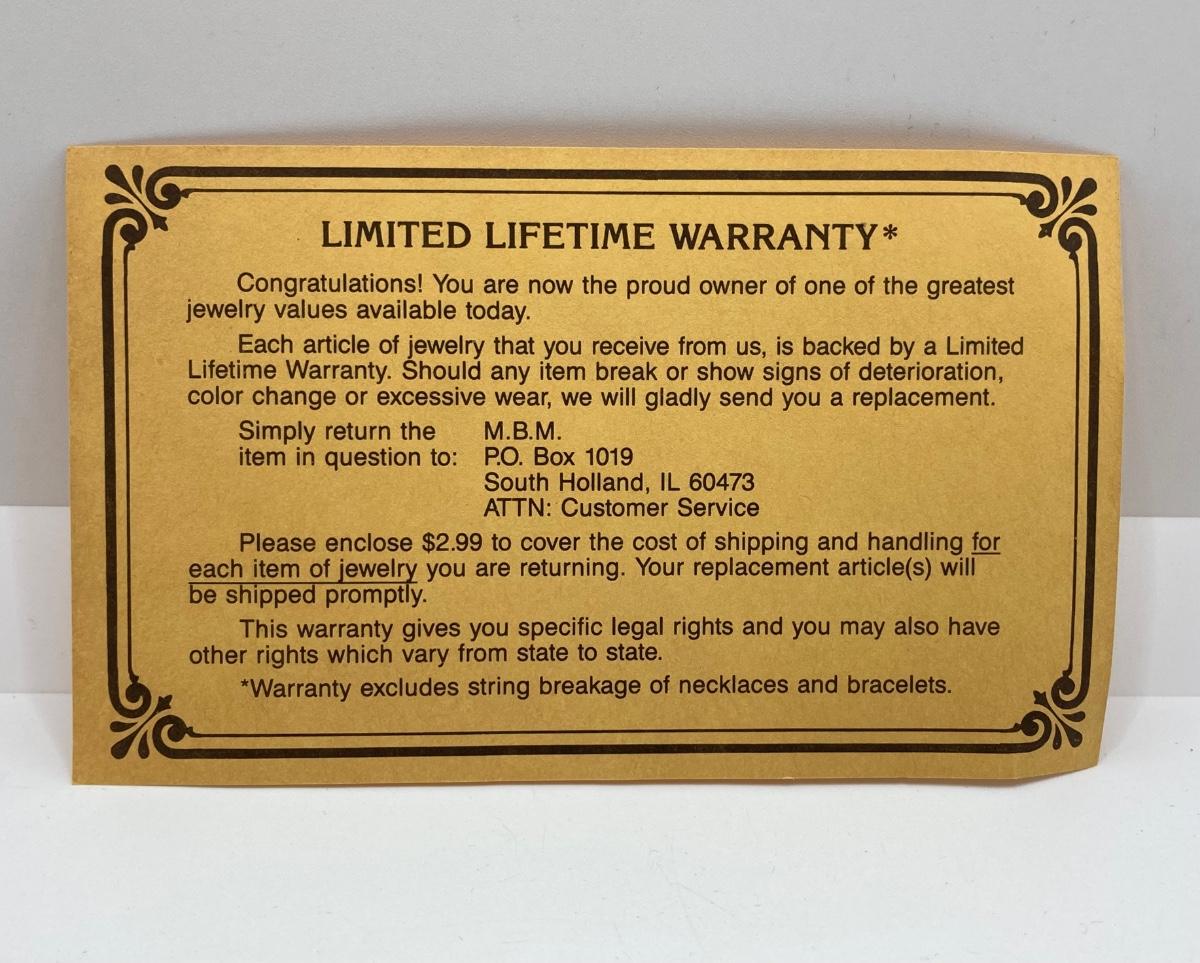 LIMITED LIFETIME WARRANTY*
Congratulations! You are now the proud owner of one of the greatest
jewelry values available today.
Each article of jewelry that you receive from us, is backed by a Limited
Lifetime Warranty. Should any item break or show signs of deterioration,
color change or excessive wear, we will gladly send you a replacement.
Simply return the M.B.M.
item in question to: P.O. Box 1019
South Holland, IL 60473
ATTN: Customer Service
Please enclose $2.99 to cover the cost of shipping and handling for
each item of jewelry you are returning. Your replacement article(s) will
be shipped promptly.
This warranty gives you specific legal rights and you may also have
other rights which vary from state to state.
*Warranty excludes string breakage of necklaces and bracelets.